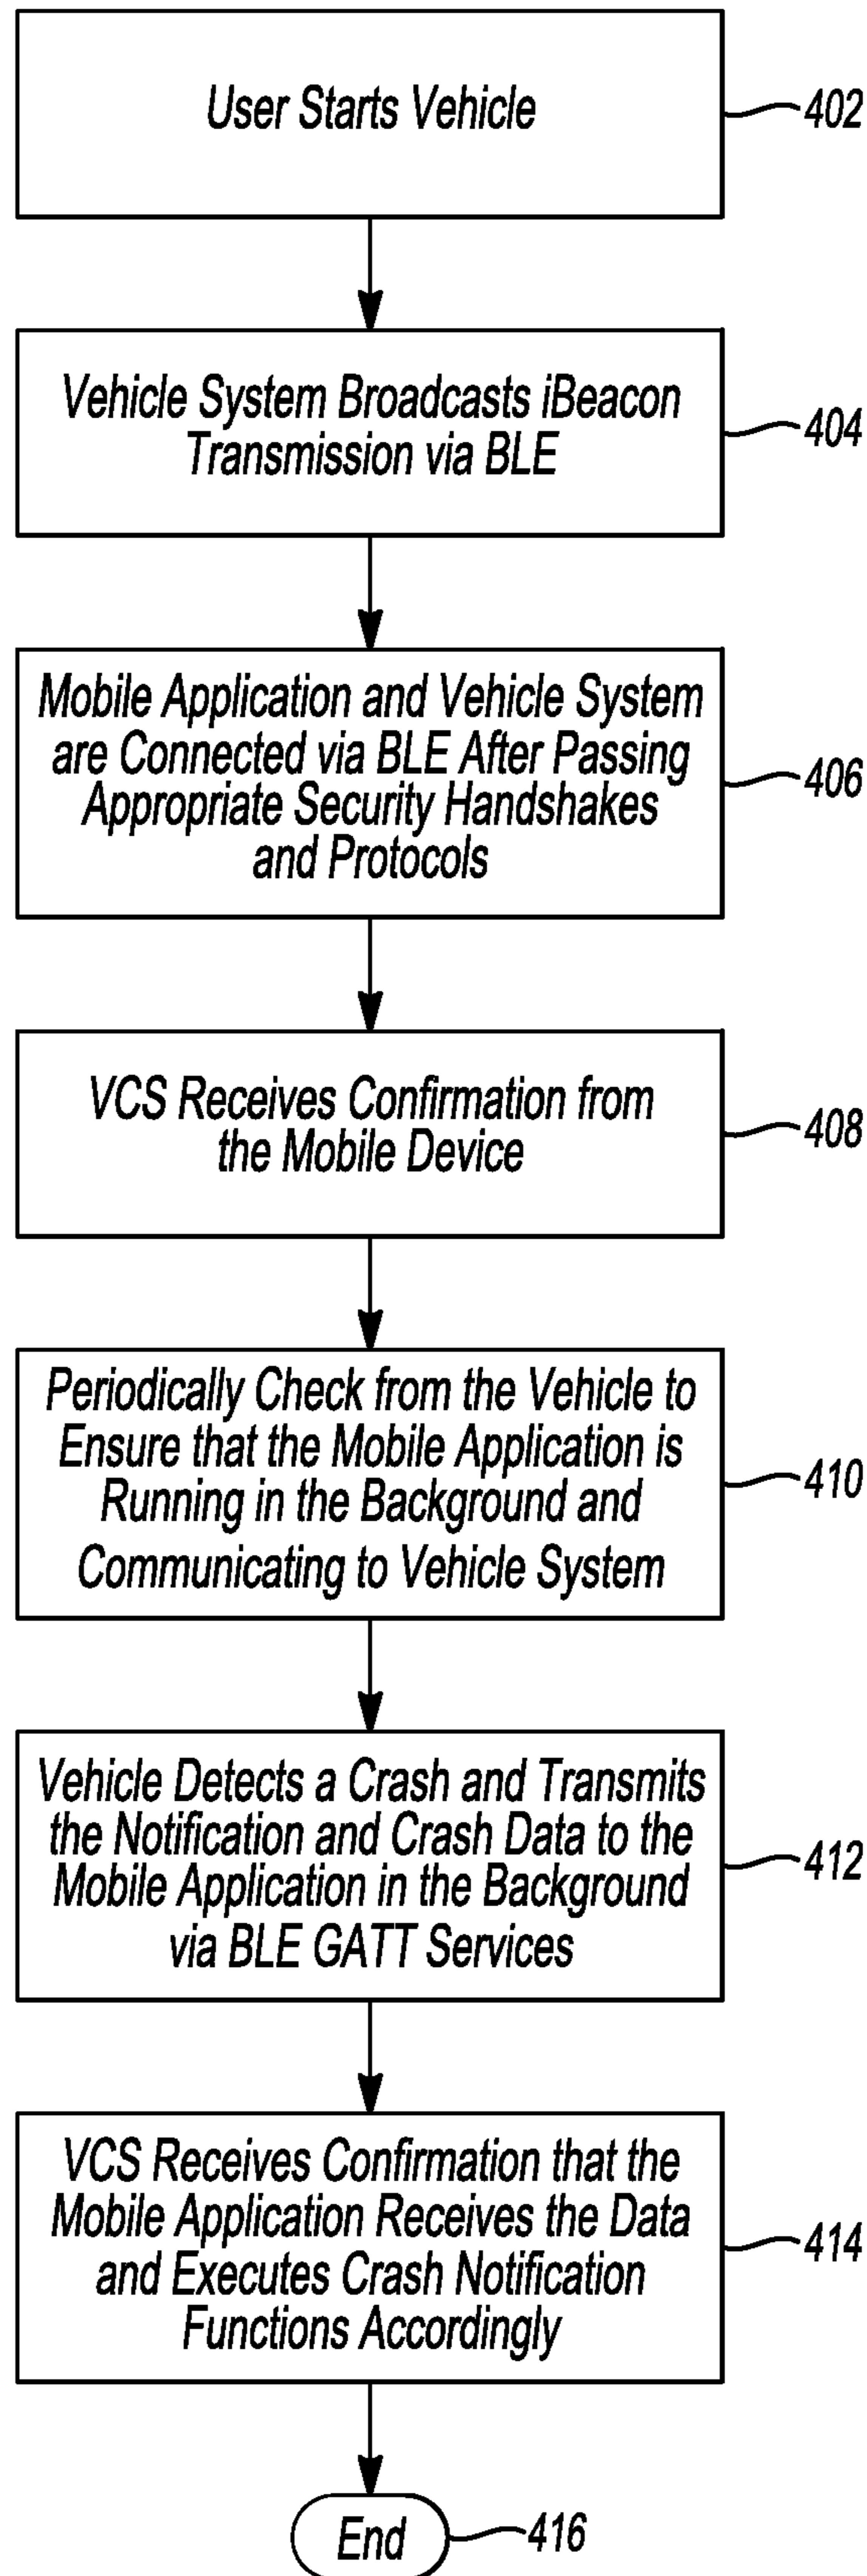 User Starts Vehicle
402
Vehicle System Broadcasts iBeacon
Transmission via BLE
404
Mobile Application and Vehicle System
are Connected via BLE After Passing
Appropriate Security Handshakes
and Protocols
406
VCS Receives Confirmation from
the Mobile Device
408
Periodically Check from the Vehicle to
Ensure that the Mobile Application is
Running in the Background and
Communicating to Vehicle System
410
Vehicle Detects a Crash and Transmits
the Notification and Crash Data to the
Mobile Application in the Background
via BLE GATT Services
412
VCS Receives Confirmation that the
Mobile Application Receives the Data
and Executes Crash Notification
Functions Accordingly
414
End
416